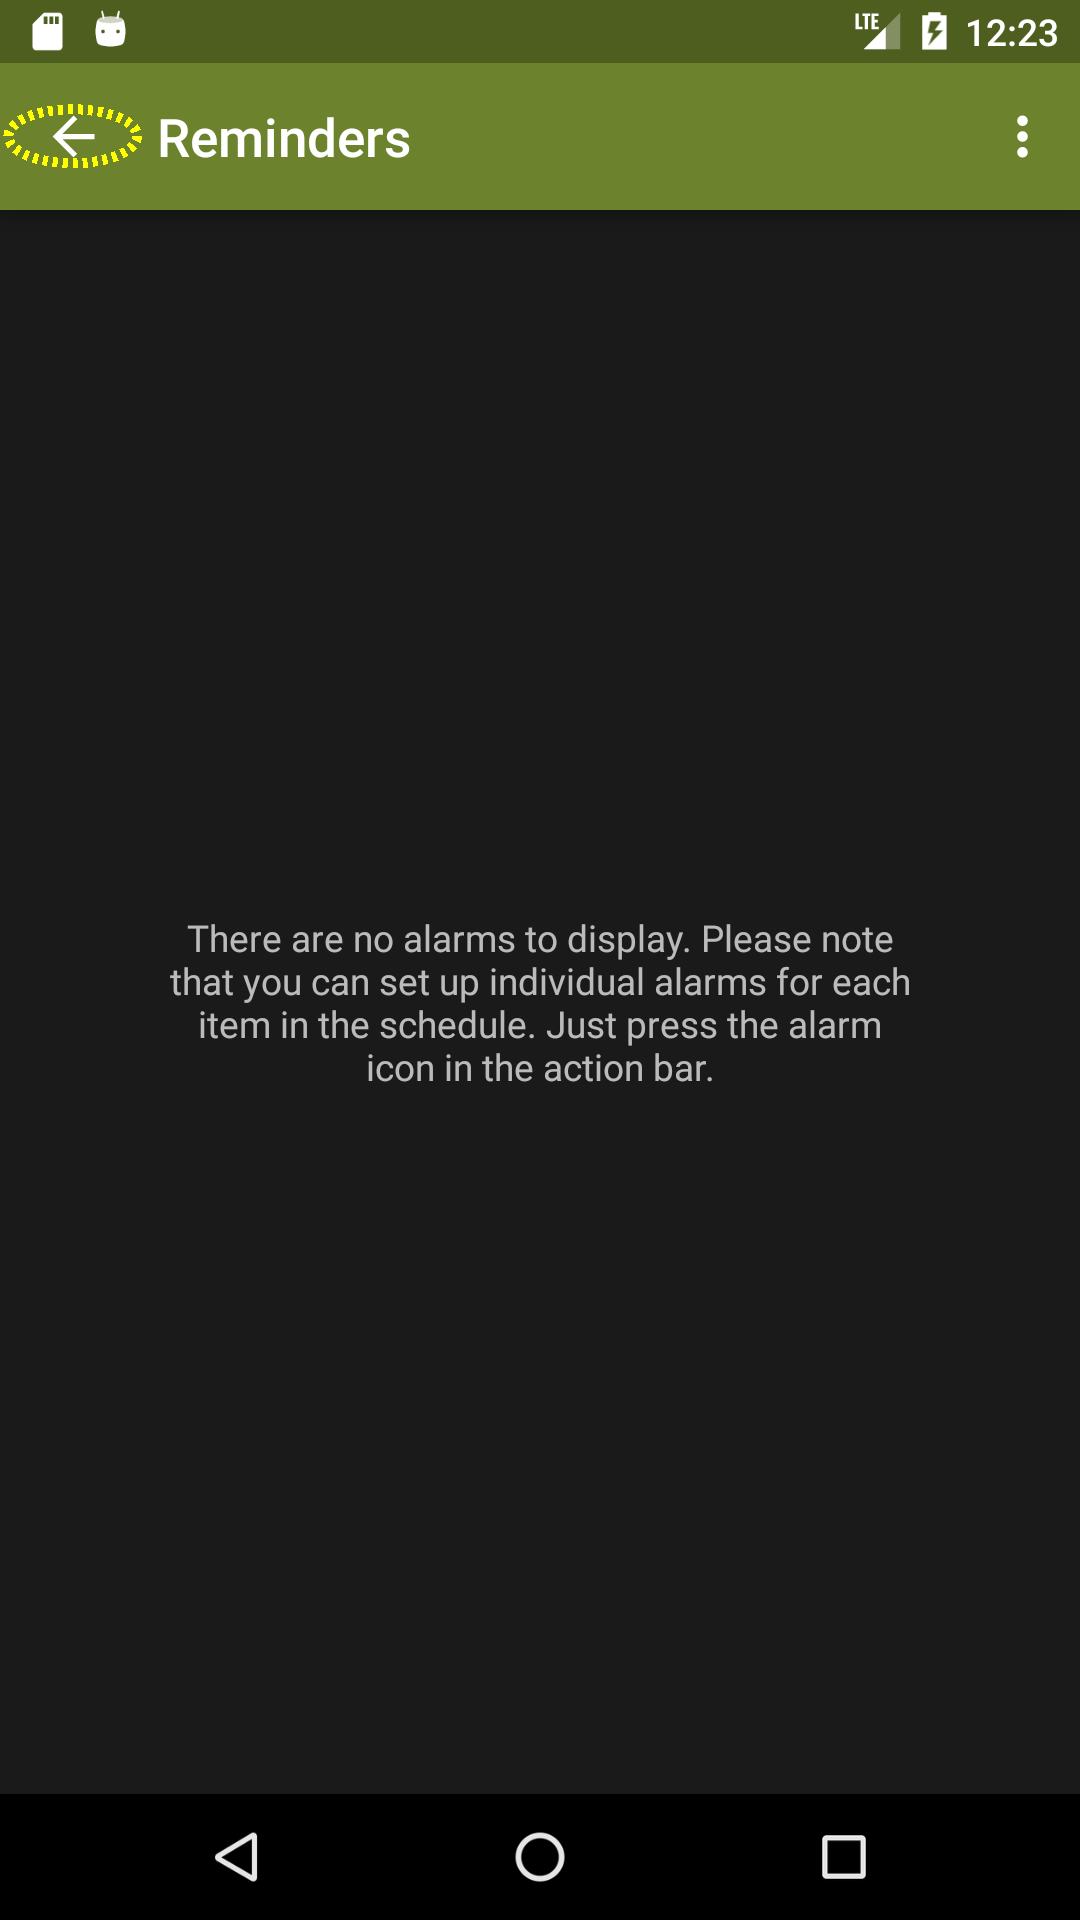 LTE 12:23
Reminders
There are no alarms to display. Please note
that you can set up individual alarms for each
item in the schedule. Just press the alarm
icon in the action bar.